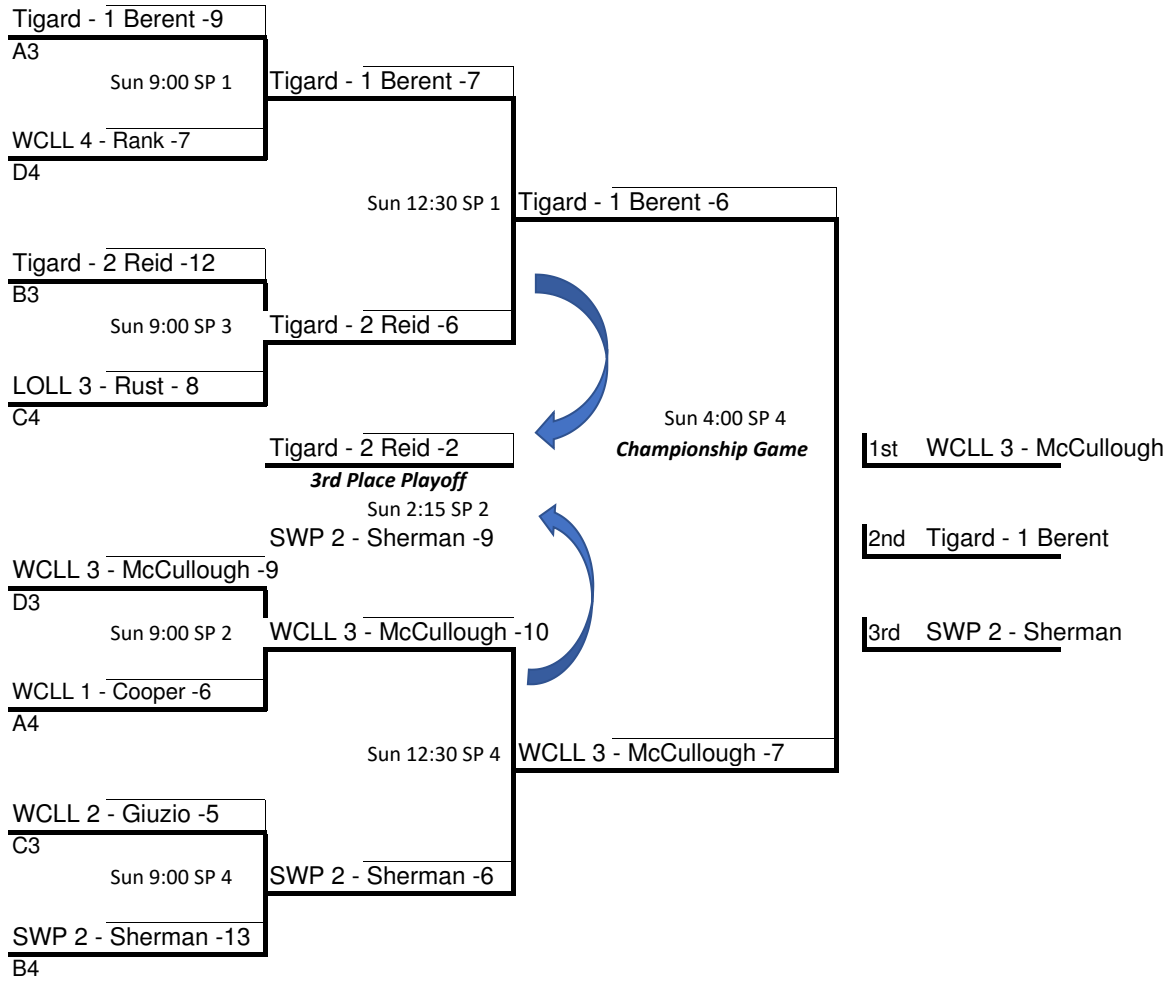 Tigard - 1 Berent -9
A3
Sun 9:00 SP 1
Tigard - 1 Berent -7
WCLL 4 - Rank -7
D4
Sun 12:30 SP 1
Tigard - 1 Berent -6
Tigard - 2 Reid -12
B3
Sun 9:00 SP 3
Tigard - 2 Reid -6
LOLL 3 - Rust - 8
C4
Sun 4:00 SP 4
Championship Game
Tigard - 2 Reid -2
3rd Place Playoff
Sun 2:15 SP 2
SWP 2 - Sherman -9
1st WCLL 3 - McCullough
2nd Tigard - 1 Berent
3rd SWP 2 - Sherman
WCLL 3 - McCullough -9
D3
Sun 9:00 SP 2
WCLL 3 - McCullough -10
WCLL 1 - Cooper -6
A4
Sun 12:30 SP 4
WCLL 3 - McCullough -7
WCLL 2 - Giuzio -5
C3
Sun 9:00 SP 4
SWP 2 - Sherman -6
SWP 2 - Sherman -13
B4